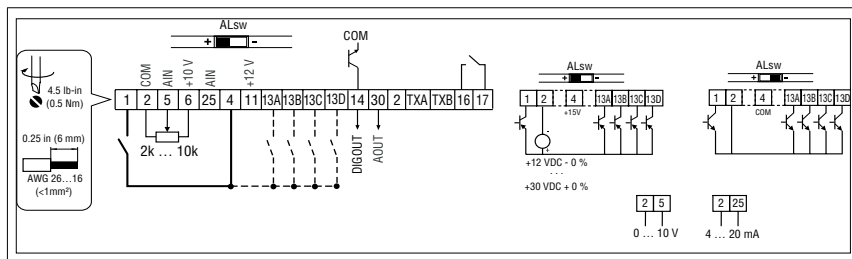 ALsw
+ -
COM
4.5 lb-in
(0.5 Nm)
0.25 in (6 mm)
AWG 26...16
(<1mm²)
COM AIN +10 V AIN +12 V
1 2 5 6 25 4 11 13A 13B 13C 13D 14 30 2 TXA TXB 16 17
2k ... 10k
DIGOUT
AOUT
ALsw
+ -
1 2 4 13A 13B 13C 13D
+15V
+12 VDC - 0 %
...
+30 VDC + 0 %
ALsw
+ -
1 2 4 13A 13B 13C 13D
COM
2 5
0 ... 10 V
2 25
4 ... 20 mA